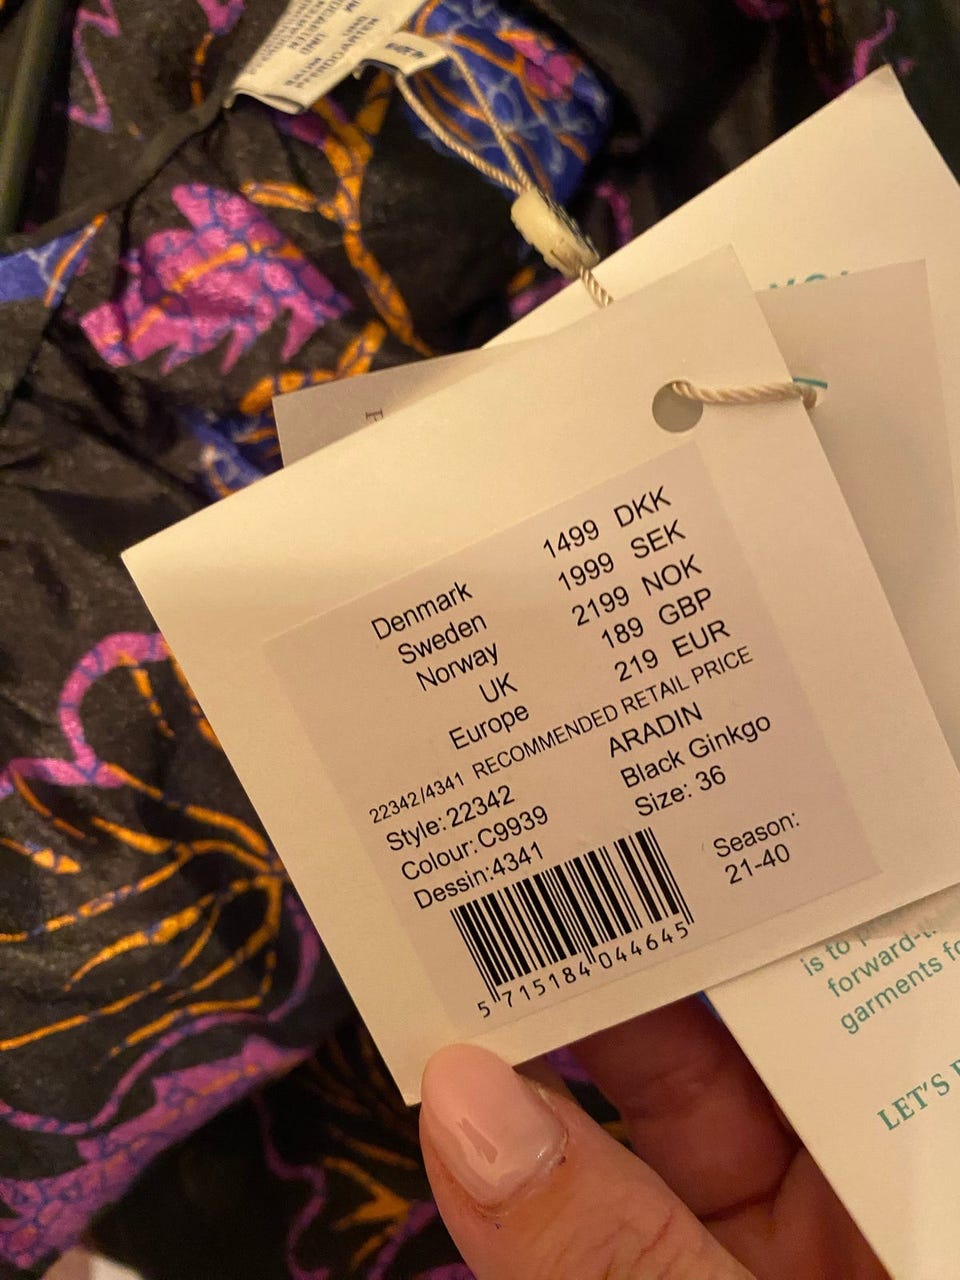 Denmark 1499 DKK
Sweden 1999 SEK
Norway 2199 NOK
UK 189 GBP
Europe 219 EUR
22342/4341 RECOMMENDED RETAIL PRICE
Style:22342 ARADIN
Colour: C9939 Black Ginkgo
Dessin:4341 Size: 36
Season:
21-40
5 715184 044645
is to
forward-t
garments fo
LET'S